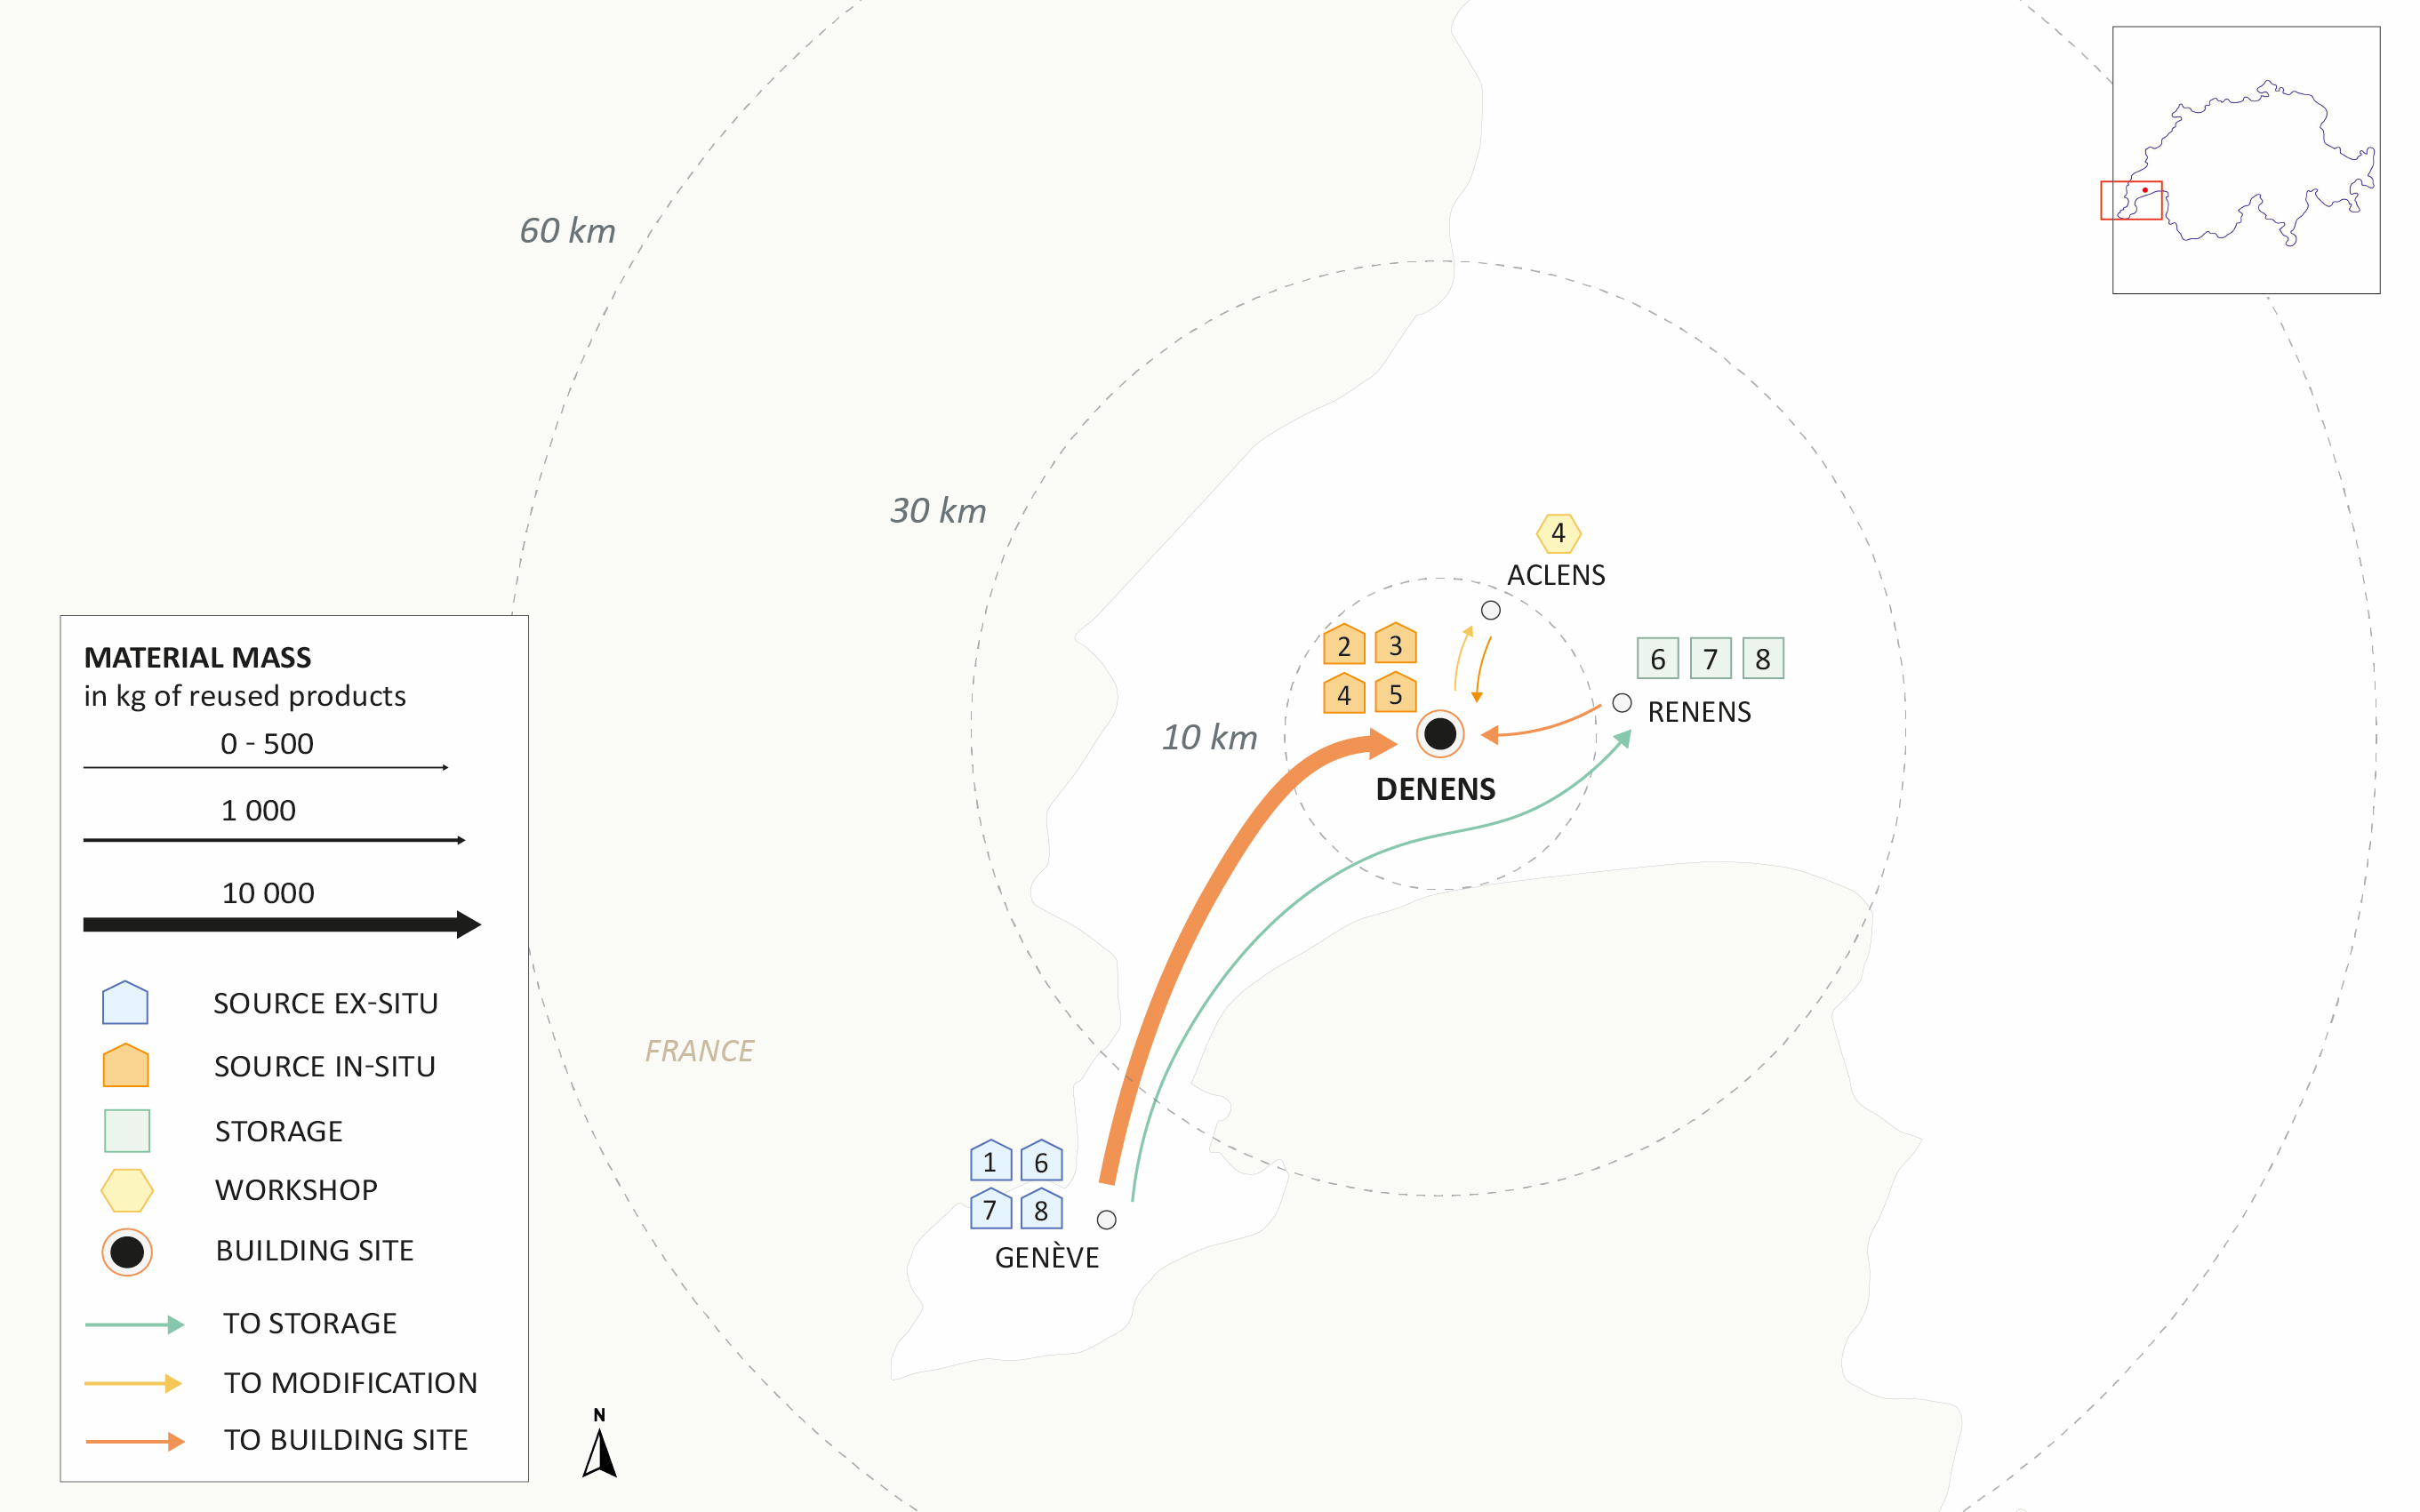 60 km
30 km
10 km
4
ACLENS
2 3
4 5
6 7 8
RENENS
DENENS
FRANCE
1 6
7 8
GENÈVE
N
MATERIAL MASS
in kg of reused products
0 - 500
1 000
10 000
SOURCE EX-SITU
SOURCE IN-SITU
STORAGE
WORKSHOP
BUILDING SITE
TO STORAGE
TO MODIFICATION
TO BUILDING SITE